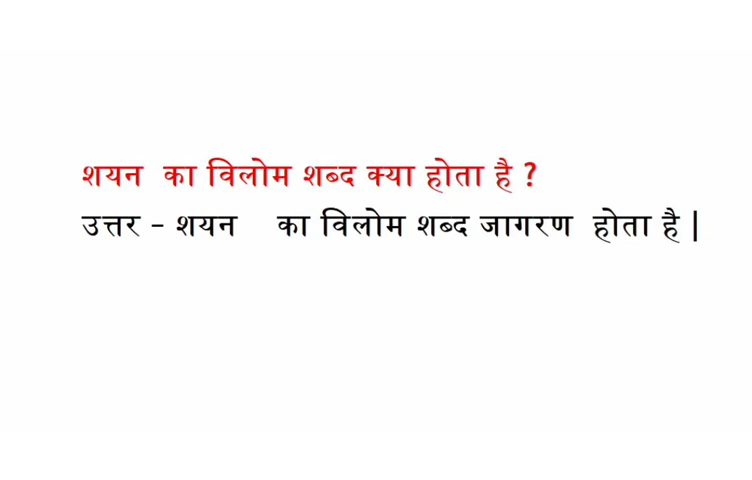 शयन का विलोम शब्द क्या होता है ?
उत्तर - शयन का विलोम शब्द जागरण होता है |